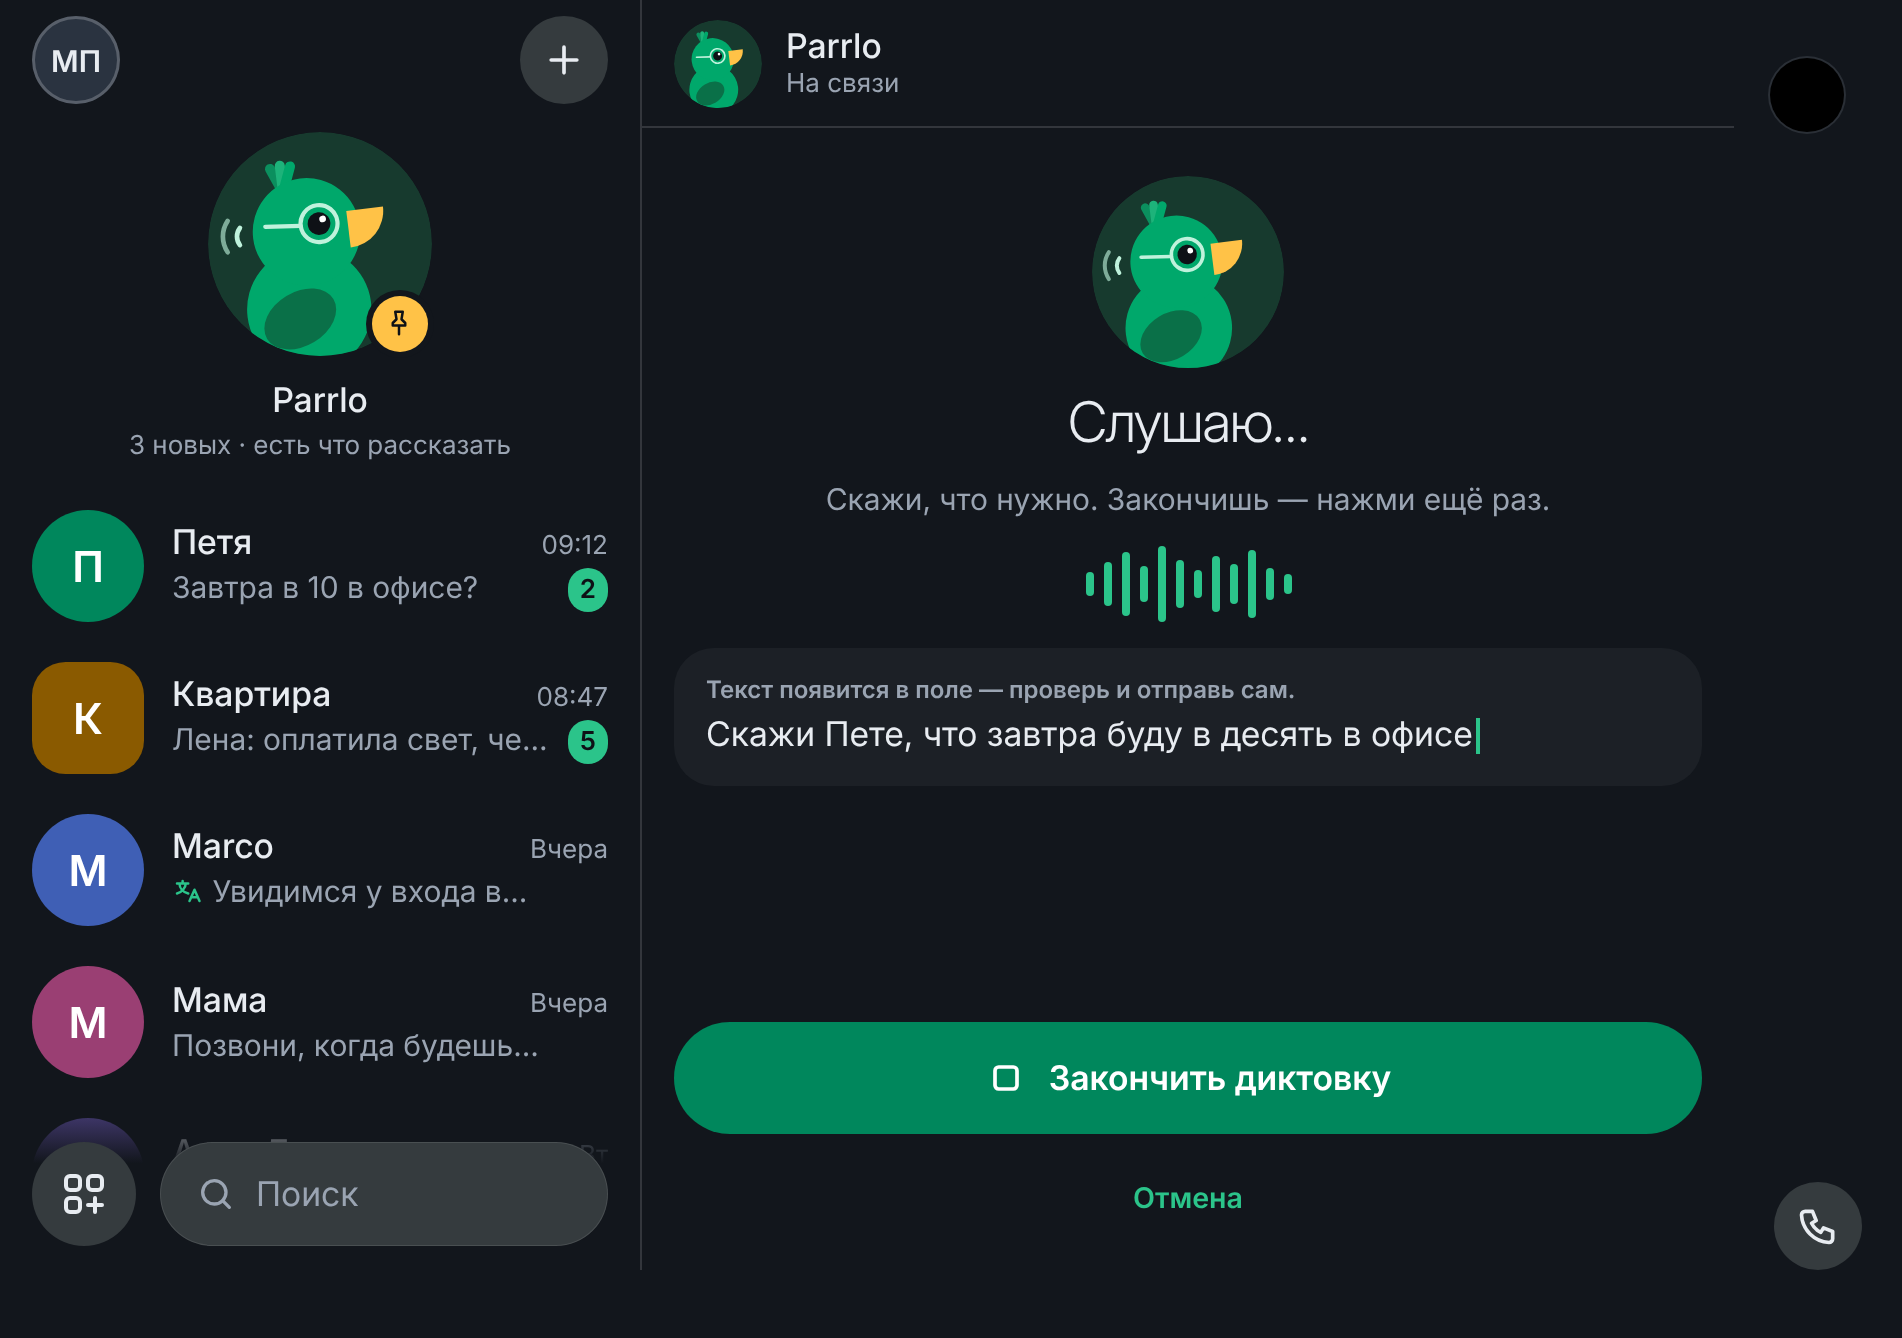 МП
Parrlo
3 новых · есть что рассказать
П
Петя
09:12
Завтра в 10 в офисе?
2
К
Квартира
08:47
Лена: оплатила свет, че...
5
M
Marco
Вчера
Увидимся у входа в...
М
Мама
Вчера
Позвони, когда будешь...
Вт
Поиск
Parrlo
На связи
Слушаю...
Скажи, что нужно. Закончишь — нажми ещё раз.
Текст появится в поле — проверь и отправь сам.
Скажи Пете, что завтра буду в десять в офисе
Закончить диктовку
Отмена